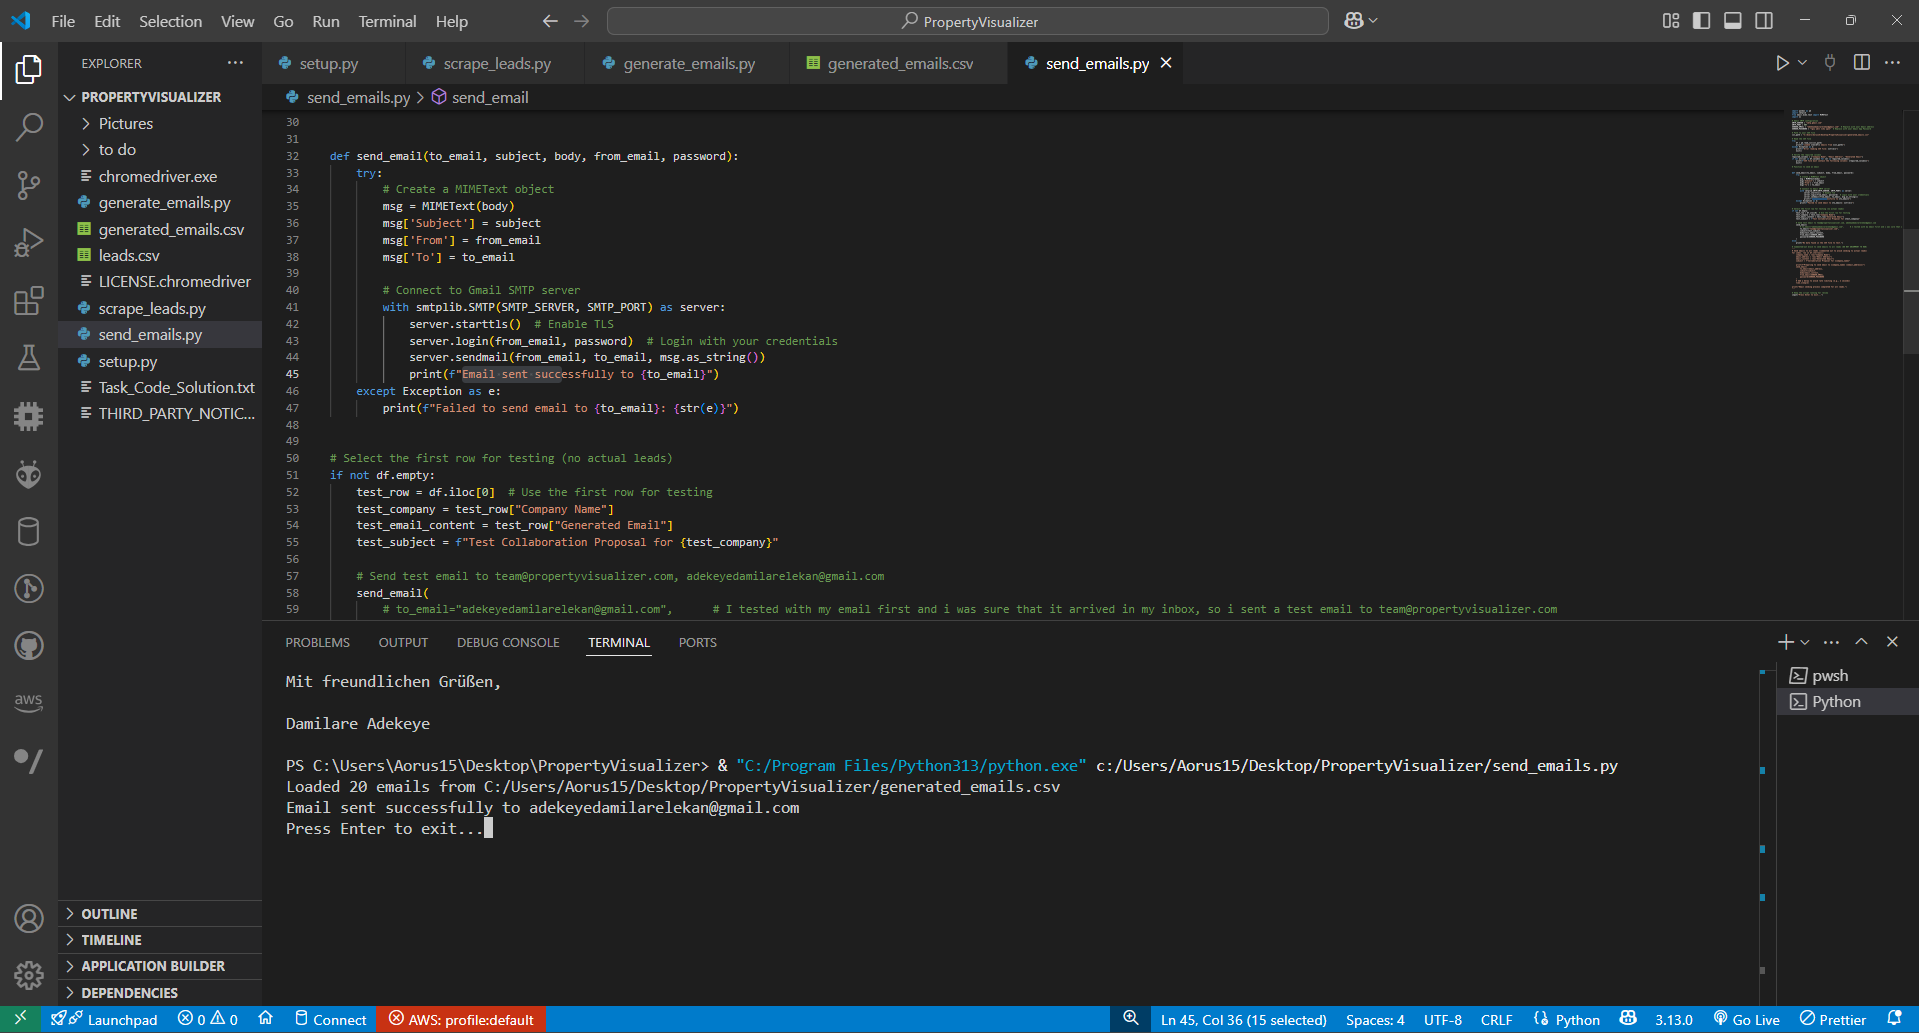 File Edit Selection View Go Run Terminal Help
PropertyVisualizer
EXPLORER
PROPERTYVISUALIZER
Pictures
to do
chromedriver.exe
generate_emails.py
generated_emails.csv
leads.csv
LICENSE.chromedriver
scrape_leads.py
send_emails.py
setup.py
Task_Code_Solution.txt
THIRD_PARTY_NOTIC...
OUTLINE
TIMELINE
APPLICATION BUILDER
DEPENDENCIES
aws
setup.py scrape_leads.py generate_emails.py generated_emails.csv send_emails.py
send_emails.py > send_email
30
31
32 def send_email(to_email, subject, body, from_email, password):
33 try:
34 # Create a MIMEText object
35 msg = MIMEText(body)
36 msg['Subject'] = subject
37 msg['From'] = from_email
38 msg['To'] = to_email
39
40 # Connect to Gmail SMTP server
41 with smtplib.SMTP(SMTP_SERVER, SMTP_PORT) as server:
42 server.starttls() # Enable TLS
43 server.login(from_email, password) # Login with your credentials
44 server.sendmail(from_email, to_email, msg.as_string())
45 print(f"Email sent successfully to {to_email}")
46 except Exception as e:
47 print(f"Failed to send email to {to_email}: {str(e)}")
48
49
50 # Select the first row for testing (no actual leads)
51 if not df.empty:
52 test_row = df.iloc[0] # Use the first row for testing
53 test_company = test_row["Company Name"]
54 test_email_content = test_row["Generated Email"]
55 test_subject = f"Test Collaboration Proposal for {test_company}"
56
57 # Send test email to team@propertyvisualizer.com, adekeyedamilarelekan@gmail.com
58 send_email(
59 # to_email="adekeyedamilarelekan@gmail.com", # I tested with my email first and i was sure that it arrived in my inbox, so i sent a test email to team@propertyvisualizer.com
PROBLEMS OUTPUT DEBUG CONSOLE TERMINAL PORTS
Mit freundlichen Grüßen,
Damilare Adekeye
PS C:\Users\Aorus15\Desktop\PropertyVisualizer> & "C:/Program Files/Python313/python.exe" c:/Users/Aorus15/Desktop/PropertyVisualizer/send_emails.py
Loaded 20 emails from C:/Users/Aorus15/Desktop/PropertyVisualizer/generated_emails.csv
Email sent successfully to adekeyedamilarelekan@gmail.com
Press Enter to exit...
pwsh
Python
Launchpad 0 0 Connect AWS: profile:default Ln 45, Col 36 (15 selected) Spaces: 4 UTF-8 CRLF Python 3.13.0 Go Live Prettier